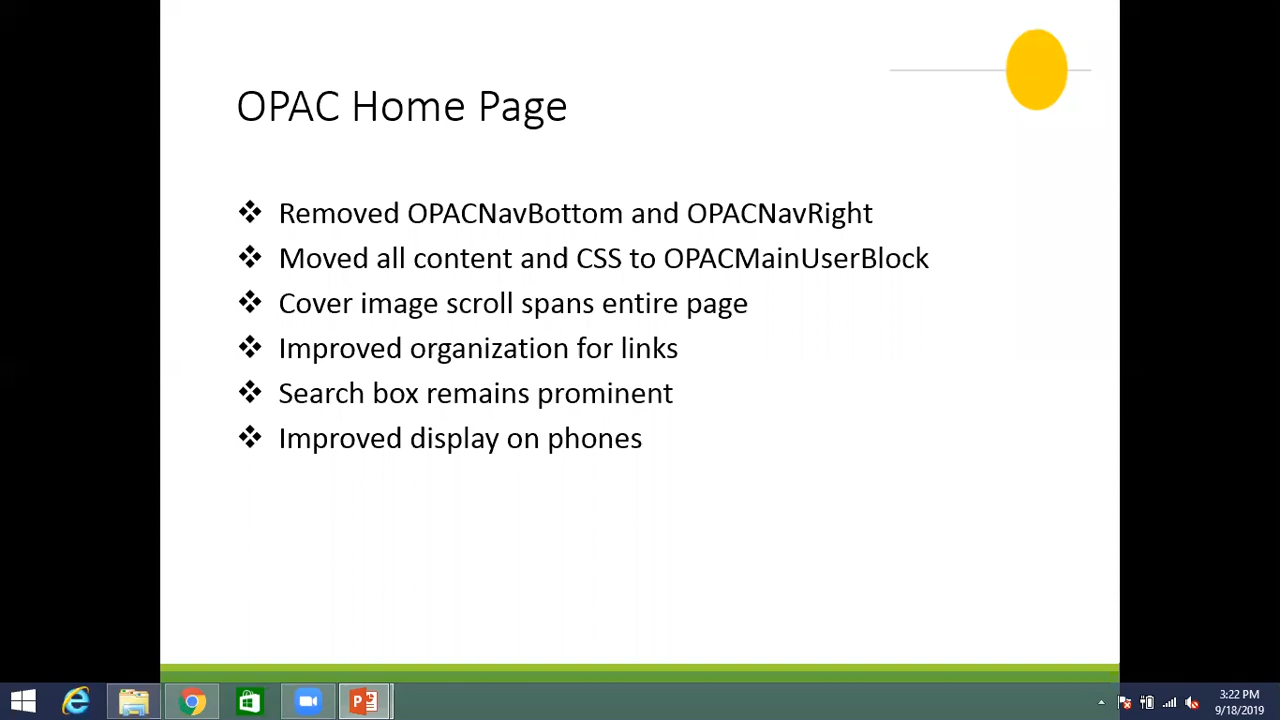 OPAC Home Page
❖ Removed OPACNavBottom and OPACNavRight
❖ Moved all content and CSS to OPACMainUserBlock
❖ Cover image scroll spans entire page
❖ Improved organization for links
❖ Search box remains prominent
❖ Improved display on phones
3:22 PM
9/18/2019